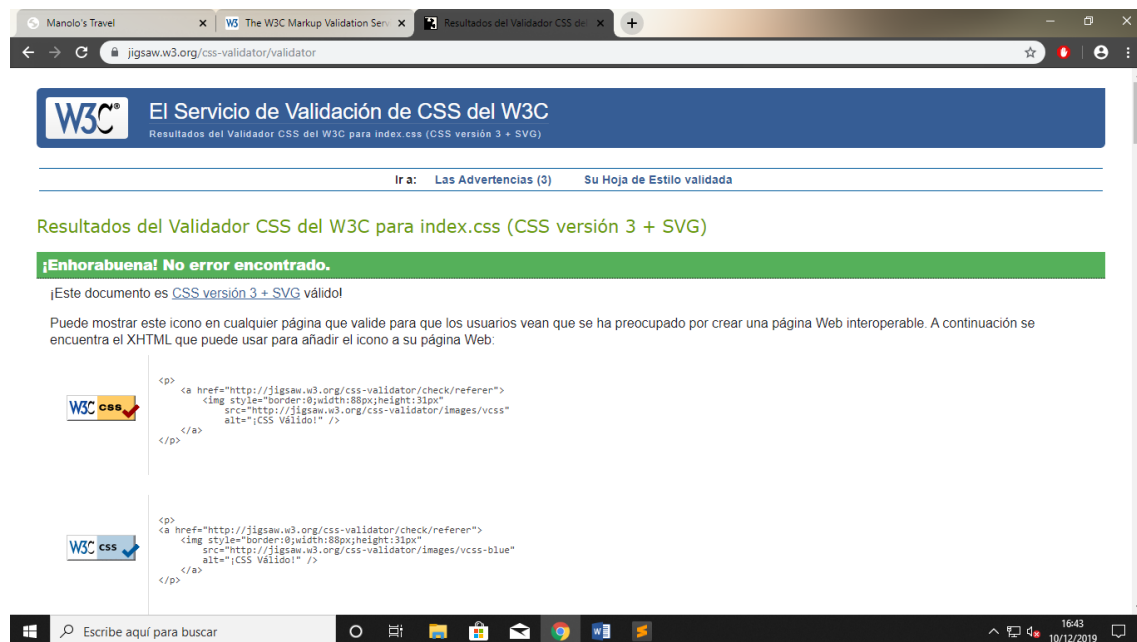 Manolo's Travel
W3 The W3C Markup Validation Serv
Resultados del Validador CSS del
jigsaw.w3.org/css-validator/validator
W3C®
El Servicio de Validación de CSS del W3C
Resultados del Validador CSS del W3C para index.css (CSS versión 3 + SVG)
Ir a: Las Advertencias (3) Su Hoja de Estilo validada
Resultados del Validador CSS del W3C para index.css (CSS versión 3 + SVG)
¡Enhorabuena! No error encontrado.
¡Este documento es CSS versión 3 + SVG válido!
Puede mostrar este icono en cualquier página que valide para que los usuarios vean que se ha preocupado por crear una página Web interoperable. A continuación se
encuentra el XHTML que puede usar para añadir el icono a su página Web:
W3C css
<p>
<a href="http://jigsaw.w3.org/css-validator/check/referer">
<img style="border:0;width:88px;height:31px"
src="http://jigsaw.w3.org/css-validator/images/vcss"
alt="¡CSS Válido!" />
</a>
</p>
W3C css
<p>
<a href="http://jigsaw.w3.org/css-validator/check/referer">
<img style="border:0;width:88px;height:31px"
src="http://jigsaw.w3.org/css-validator/images/vcss-blue"
alt="¡CSS Válido!" />
</a>
</p>
Escribe aquí para buscar
16:43
10/12/2019